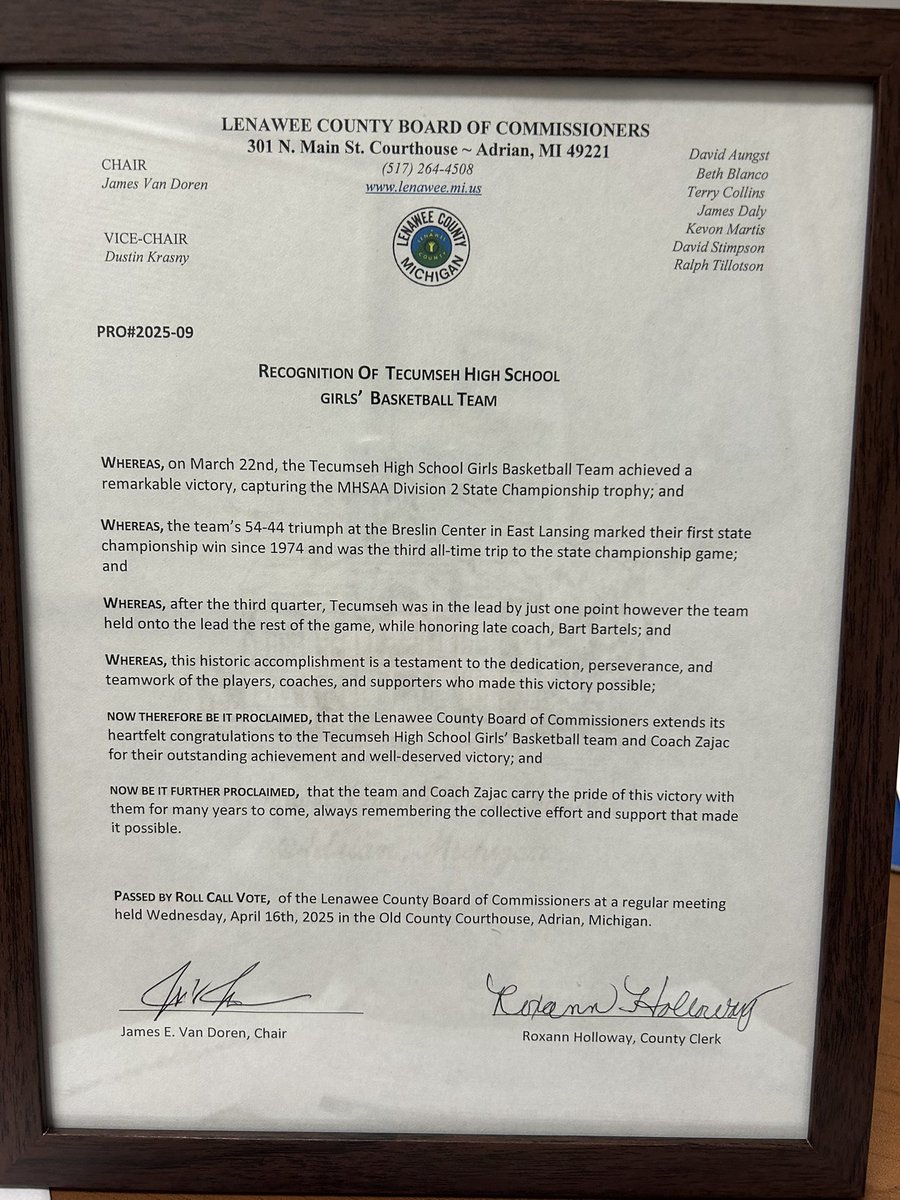 LENAWEE COUNTY BOARD OF COMMISSIONERS
301 N. Main St. Courthouse ~ Adrian, MI 49221
(517) 264-4508
www.lenawee.mi.us
CHAIR
James Van Doren
VICE-CHAIR
Dustin Krasny
David Aungst
Beth Blanco
Terry Collins
James Daly
Kevon Martis
David Stimpson
Ralph Tillotson
LENAWEE COUNTY
LENAWEE
COUNTY
MICHIGAN
PRO#2025-09
RECOGNITION OF TECUMSEH HIGH SCHOOL
GIRLS' BASKETBALL TEAM
WHEREAS, on March 22nd, the Tecumseh High School Girls Basketball Team achieved a
remarkable victory, capturing the MHSAA Division 2 State Championship trophy; and
WHEREAS, the team's 54-44 triumph at the Breslin Center in East Lansing marked their first state
championship win since 1974 and was the third all-time trip to the state championship game;
and
WHEREAS, after the third quarter, Tecumseh was in the lead by just one point however the team
held onto the lead the rest of the game, while honoring late coach, Bart Bartels; and
WHEREAS, this historic accomplishment is a testament to the dedication, perseverance, and
teamwork of the players, coaches, and supporters who made this victory possible;
NOW THEREFORE BE IT PROCLAIMED, that the Lenawee County Board of Commissioners extends its
heartfelt congratulations to the Tecumseh High School Girls' Basketball team and Coach Zajac
for their outstanding achievement and well-deserved victory; and
NOW BE IT FURTHER PROCLAIMED, that the team and Coach Zajac carry the pride of this victory with
them for many years to come, always remembering the collective effort and support that made
it possible.
Adrian, Michigan
PASSED BY ROLL CALL VOTE, of the Lenawee County Board of Commissioners at a regular meeting
held Wednesday, April 16th, 2025 in the Old County Courthouse, Adrian, Michigan.
Roxann Holloway
James E. Van Doren, Chair
Roxann Holloway, County Clerk